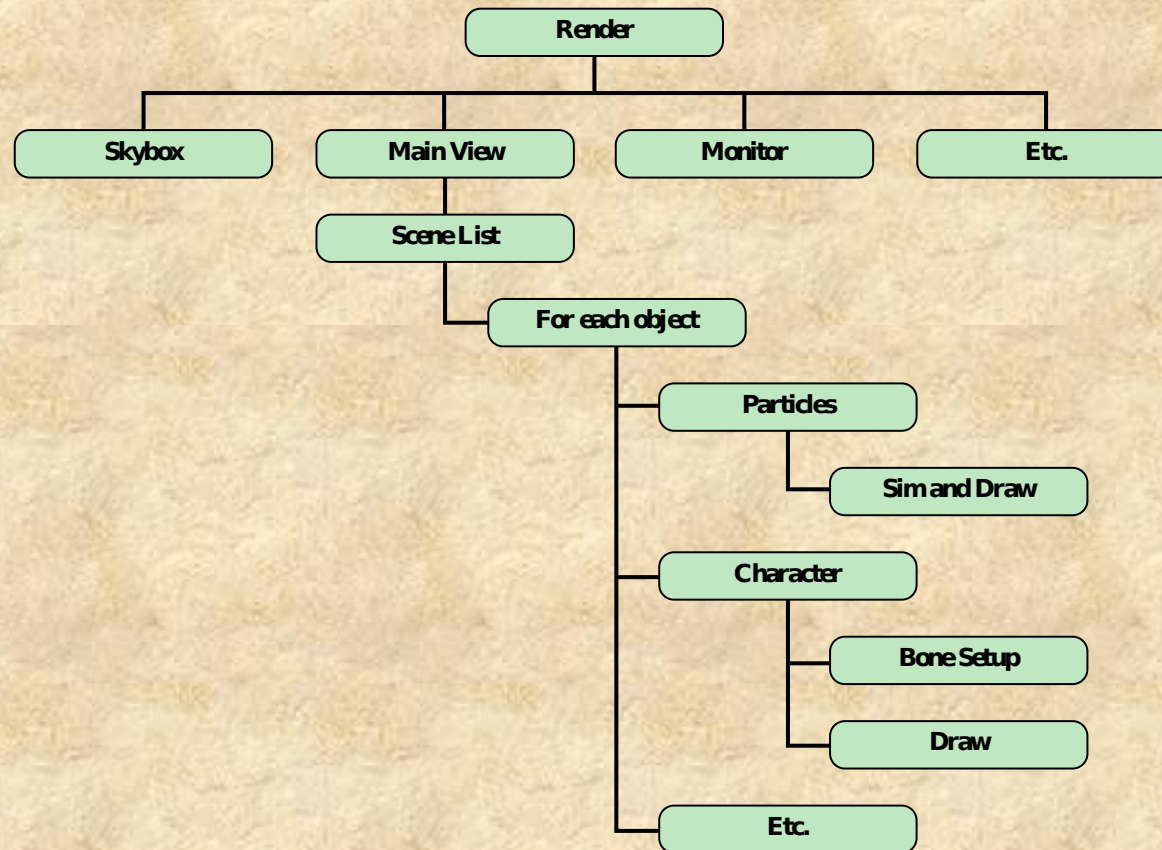 Render
Skybox
Main View
Monitor
Etc.
Scene List
For each object
Particles
Sim and Draw
Character
Bone Setup
Draw
Etc.